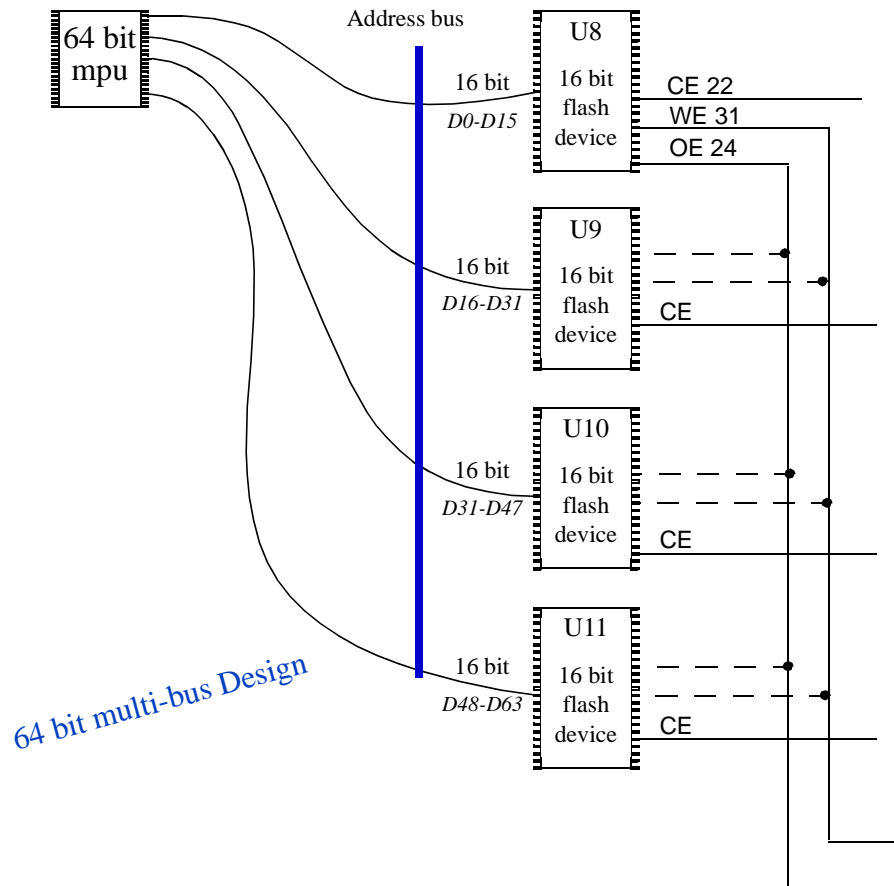 64 bit
mpu
Address bus
16 bit
D0-D15
U8
16 bit
flash
device
CE 22
WE 31
OE 24
16 bit
D16-D31
U9
16 bit
flash
device
CE
16 bit
D31-D47
U10
16 bit
flash
device
CE
16 bit
D48-D63
U11
16 bit
flash
device
CE
64 bit multi-bus Design